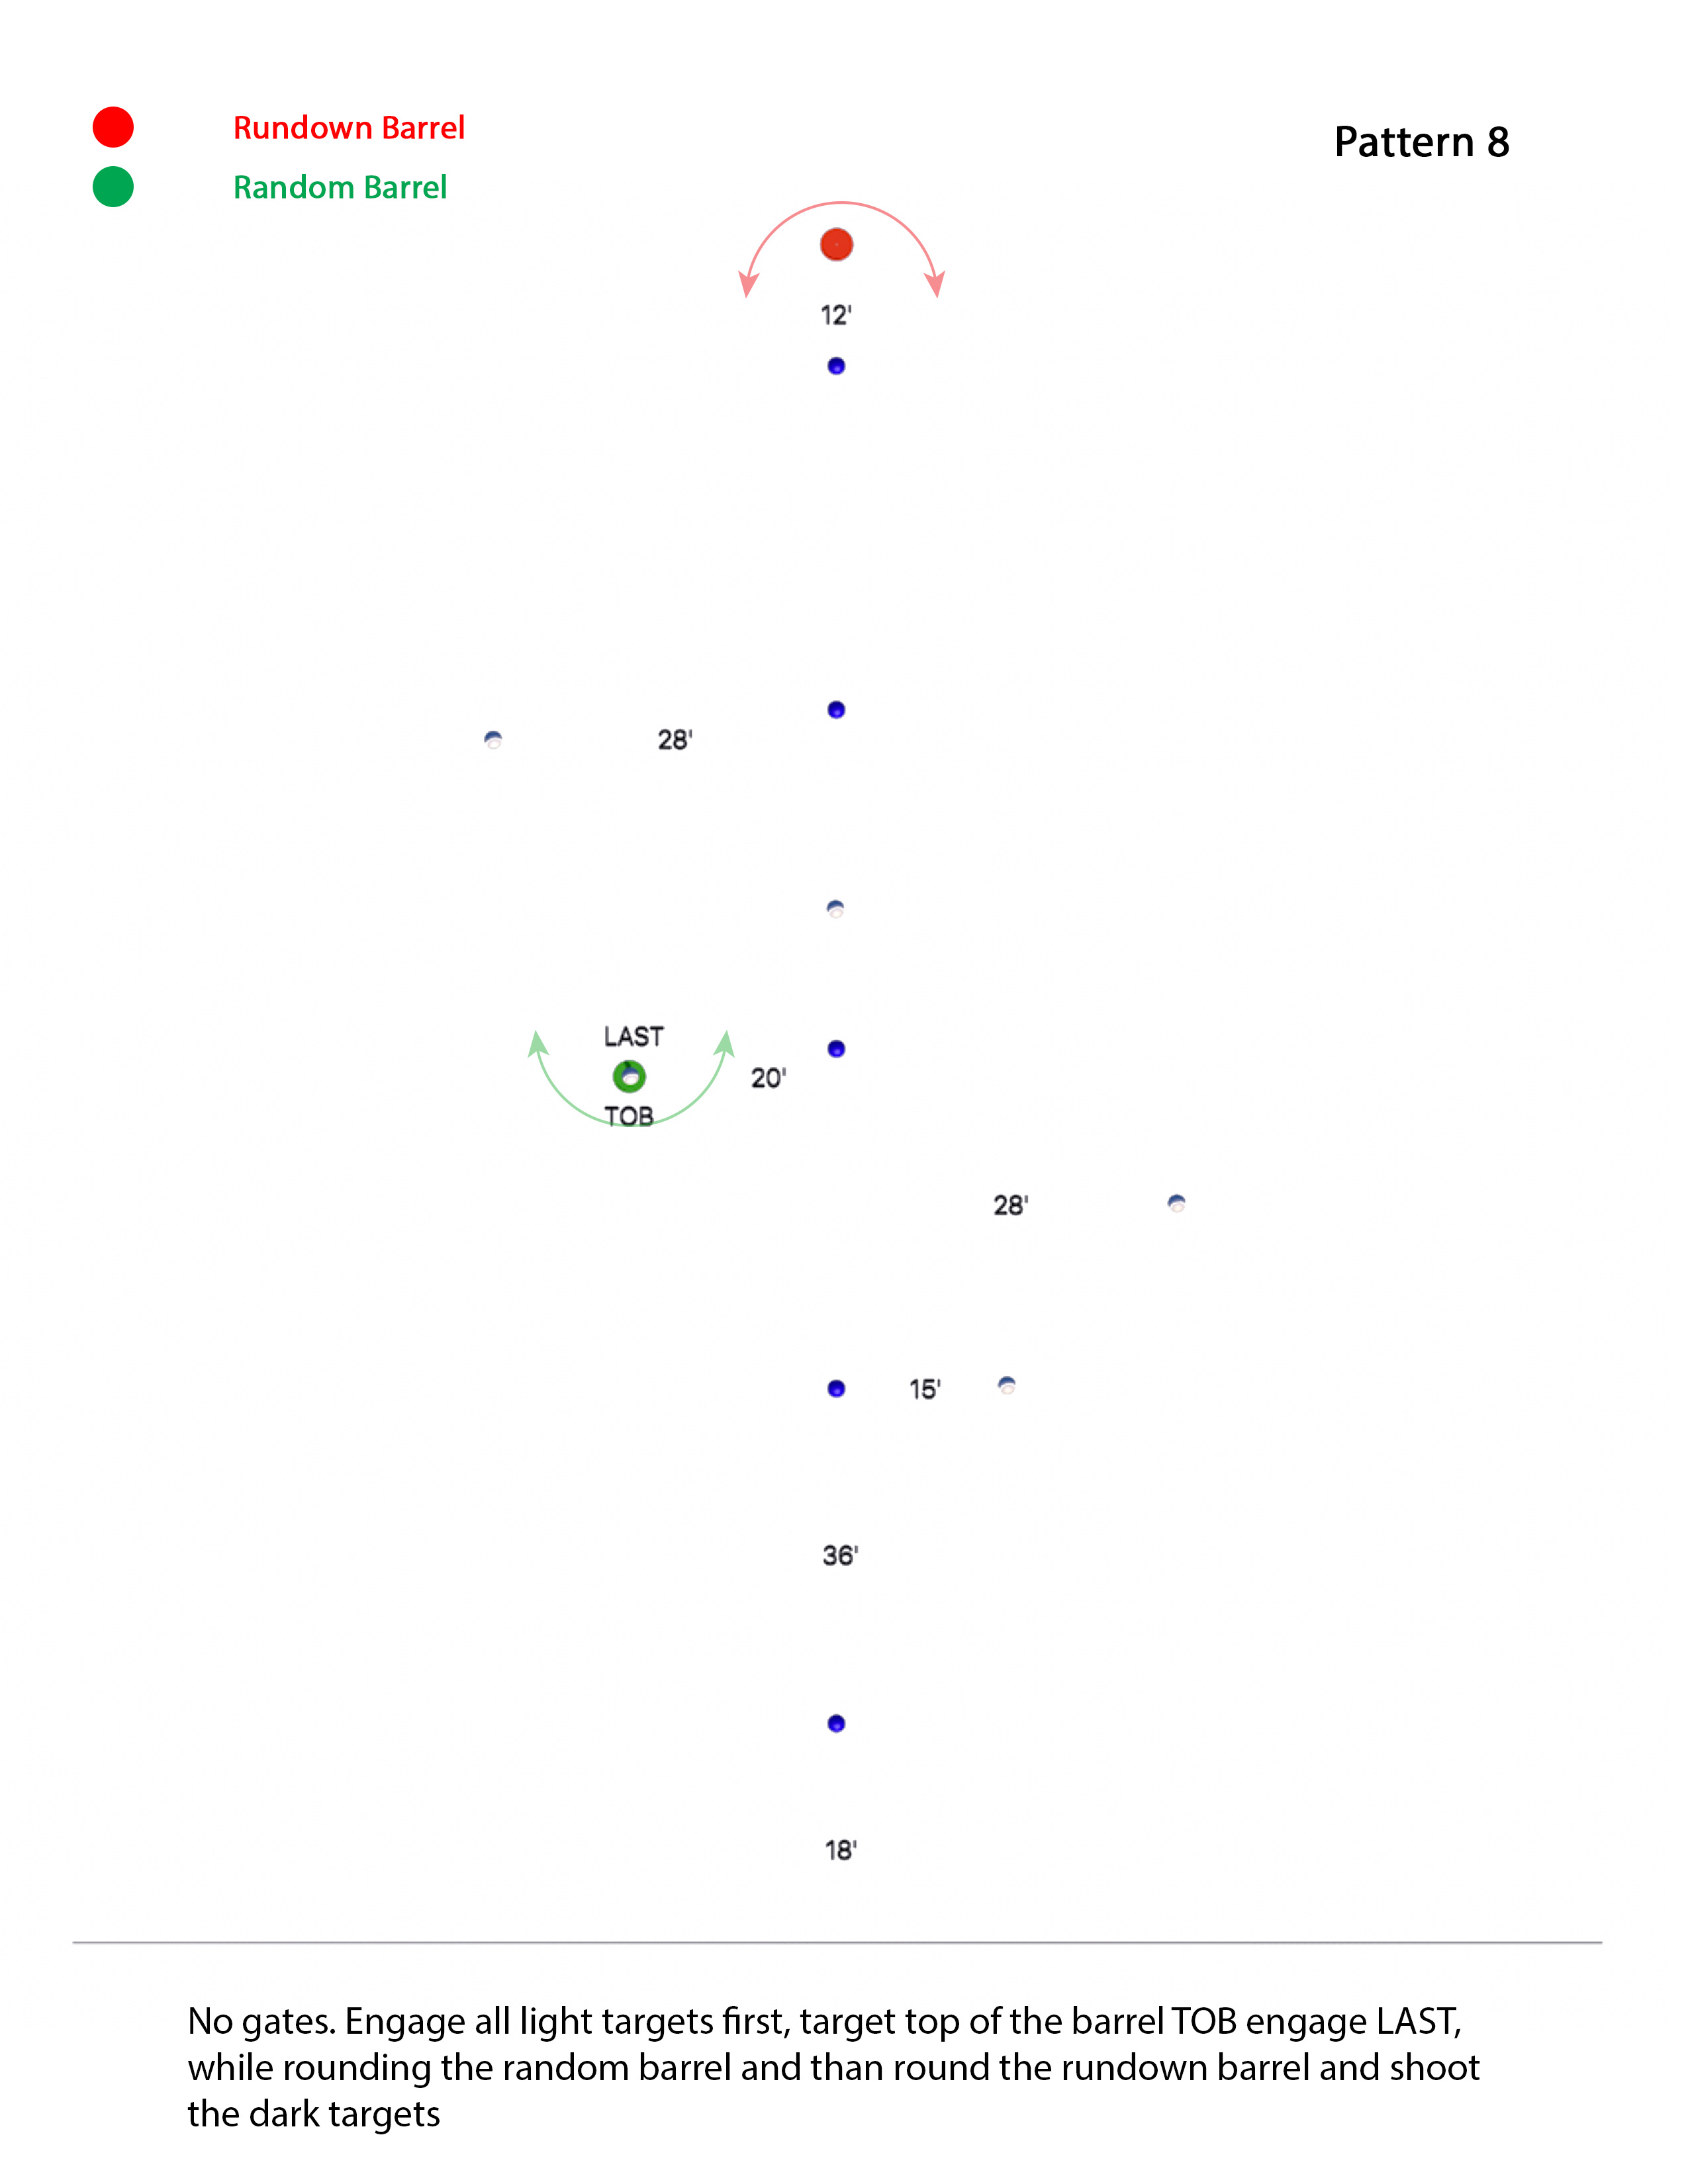 Rundown Barrel
Pattern 8
Random Barrel
12'
28'
LAST
20'
TOB
28'
15'
36'
18'
No gates. Engage all light targets first, target top of the barrel TOB engage LAST,
while rounding the random barrel and than round the rundown barrel and shoot
the dark targets